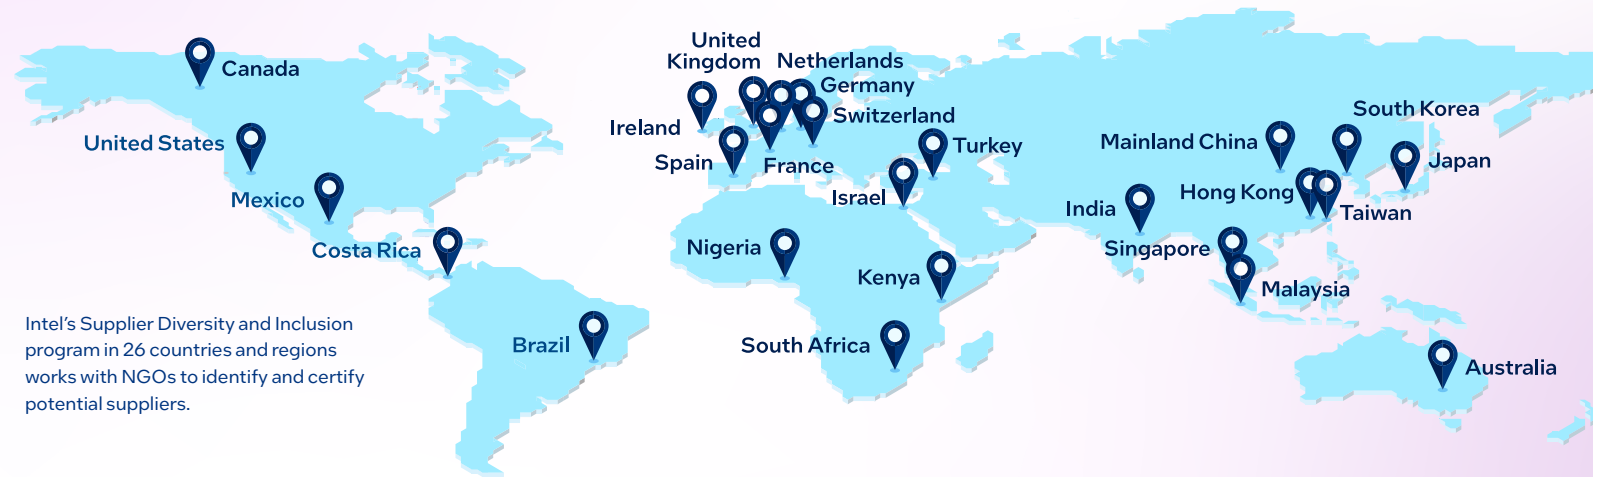 Canada
United States
Mexico
Costa Rica
Brazil
United
Kingdom
Netherlands
Germany
Ireland
Switzerland
Spain
France
Turkey
Israel
Nigeria
Kenya
South Africa
South Korea
Mainland China
Japan
Hong Kong
India
Taiwan
Singapore
Malaysia
Australia
Intel's Supplier Diversity and Inclusion
program in 26 countries and regions
works with NGOs to identify and certify
potential suppliers.